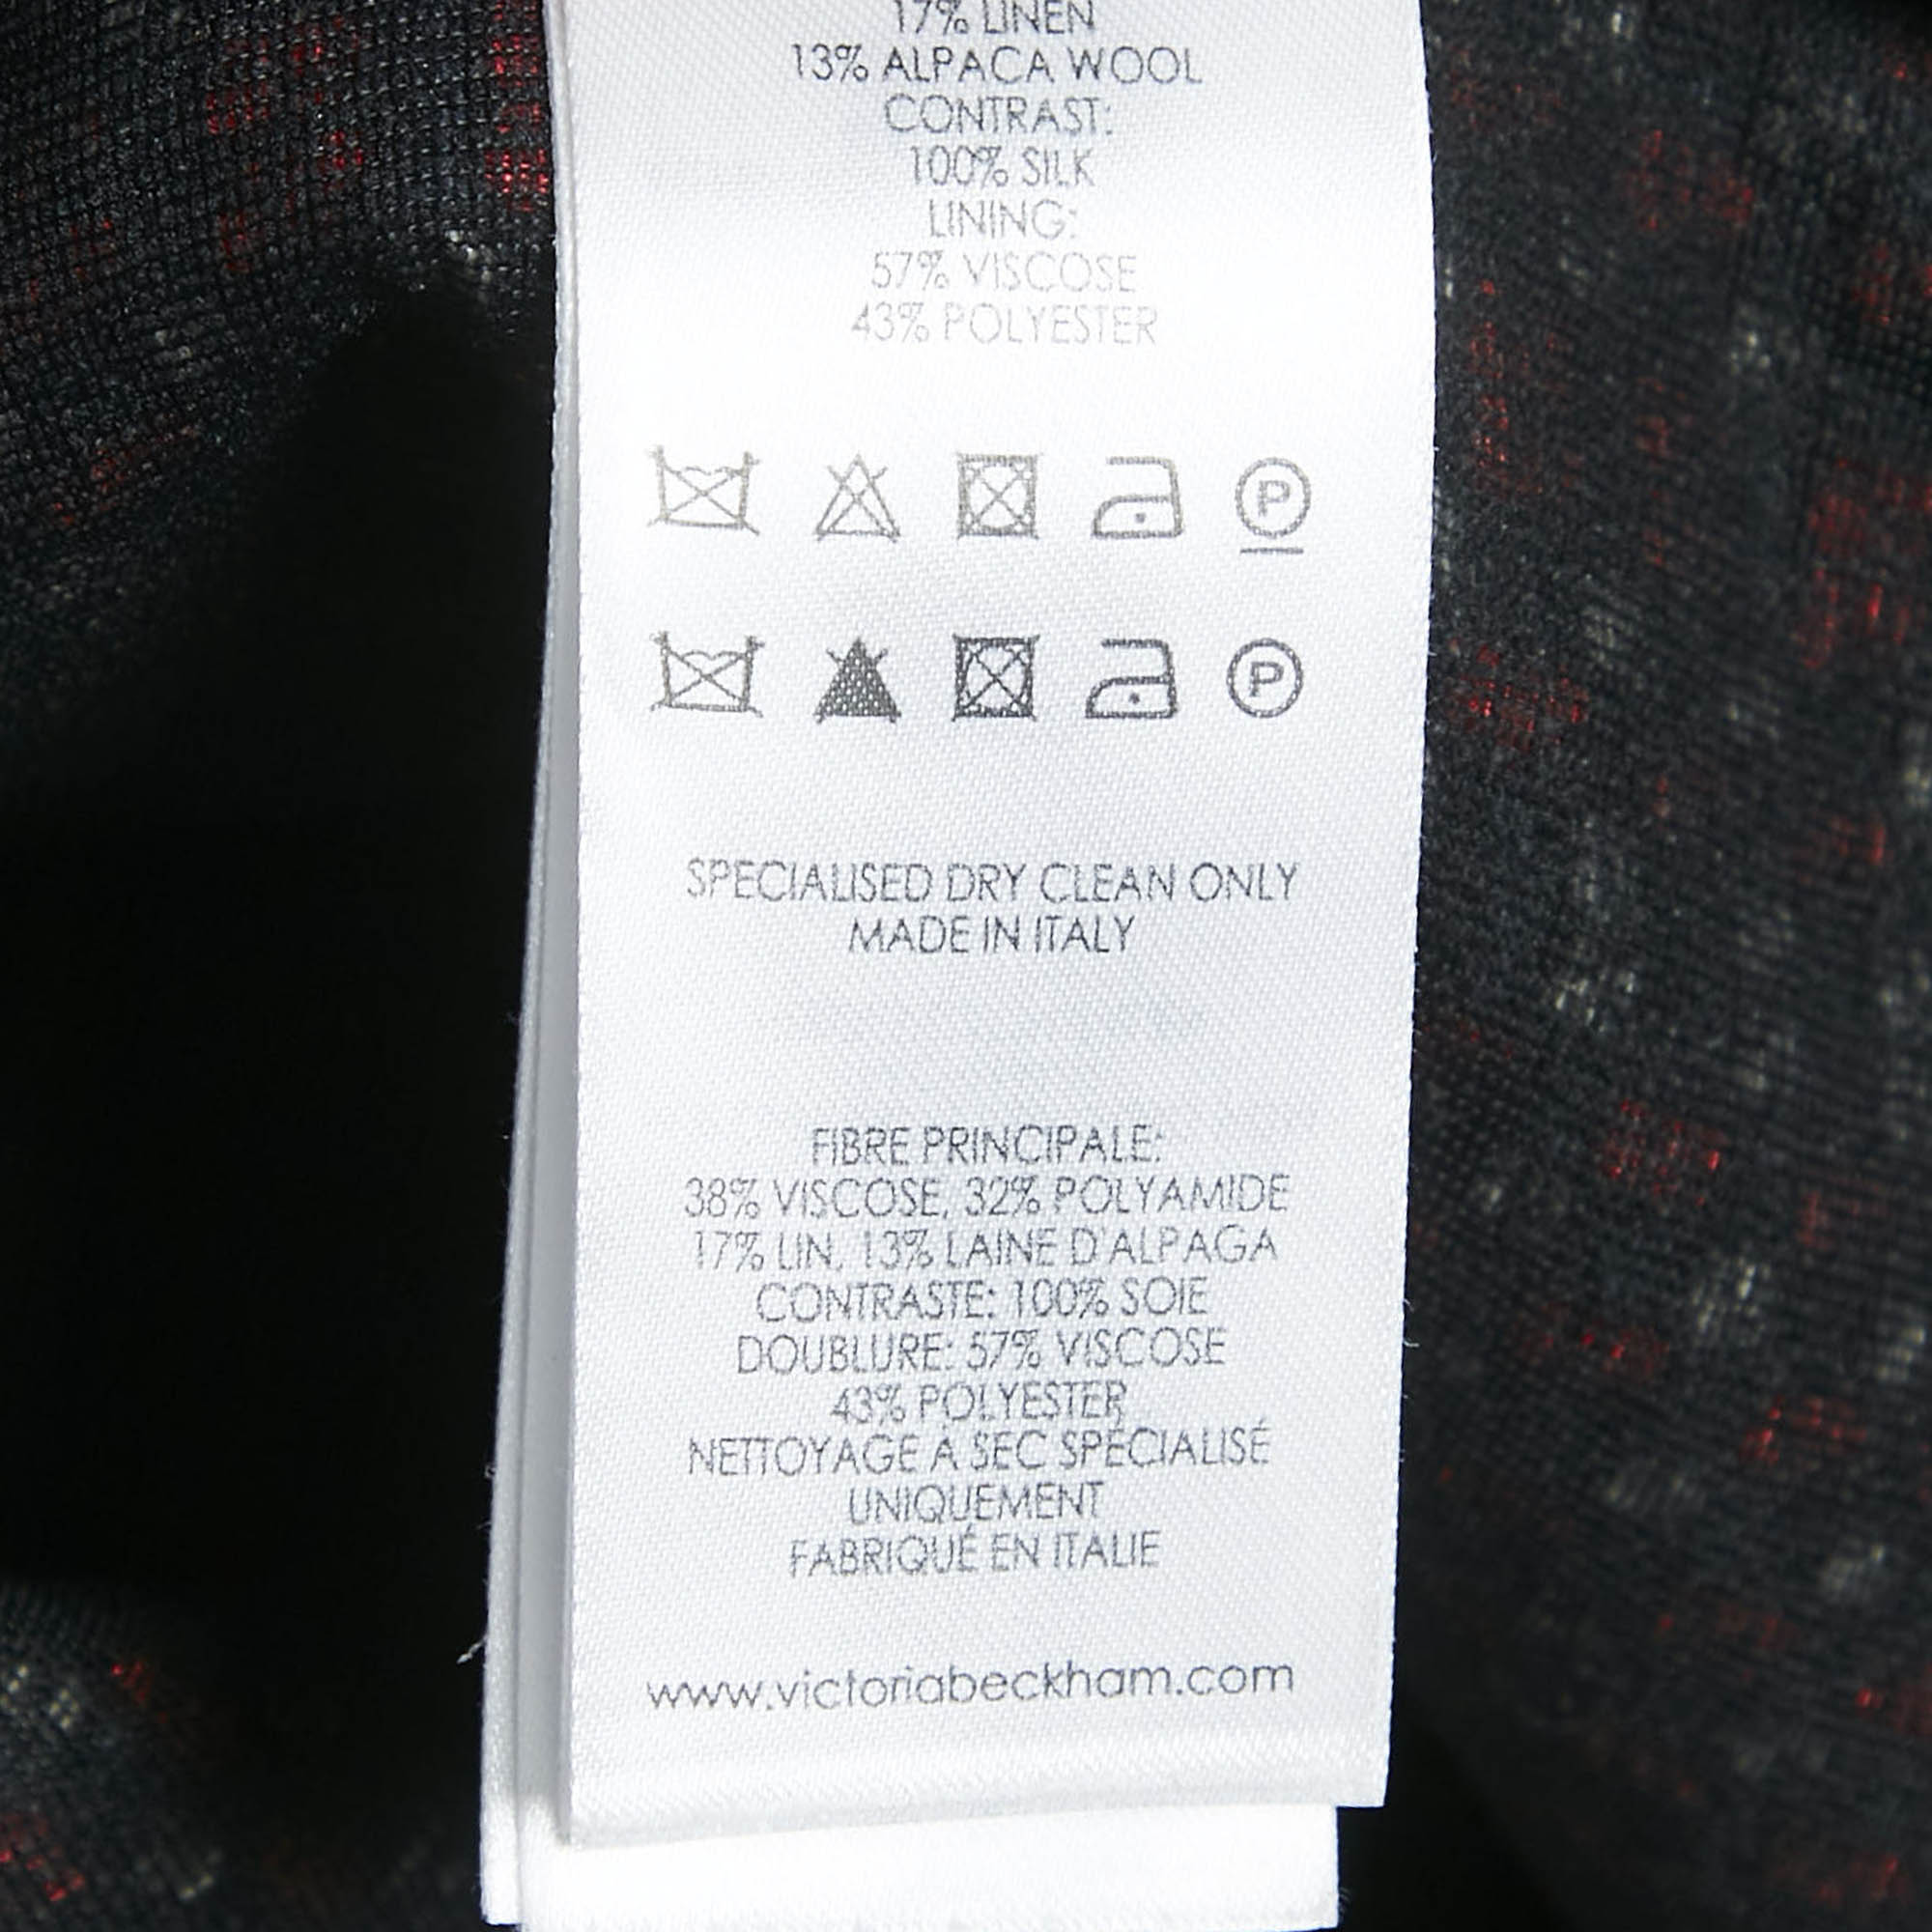 17% LINEN
13% ALPACA WOOL
CONTRAST:
100% SILK
LINING:
57% VISCOSE
43% POLYESTER
P
P
SPECIALISED DRY CLEAN ONLY
MADE IN ITALY
FIBRE PRINCIPALE:
38% VISCOSE, 32% POLYAMIDE
17% LIN, 13% LAINE D'ALPAGA
CONTRASTE: 100% SOIE
DOUBLURE: 57% VISCOSE
43% POLYESTER
NETTOYAGE À SEC SPÉCIALISÉ
UNIQUEMENT
FABRIQUÉ EN ITALIE
www.victoriabeckham.com